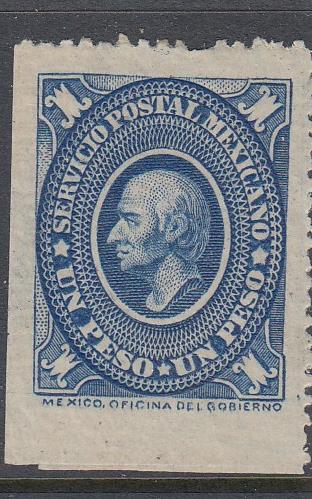 SERVICIO POSTAL MEXICANO
UN PESO★UN PESO
M M
M M
MEXICO, OFICINA DEL GOBIERNO